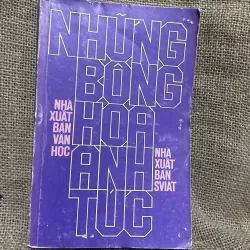 NHỮNG
BÔNG
HOA
ANH
TÚC
NHÀ
XUẤT
BẢN
VĂN
HỌC
NHÀ
XUẤT
BẢN
SVIAT